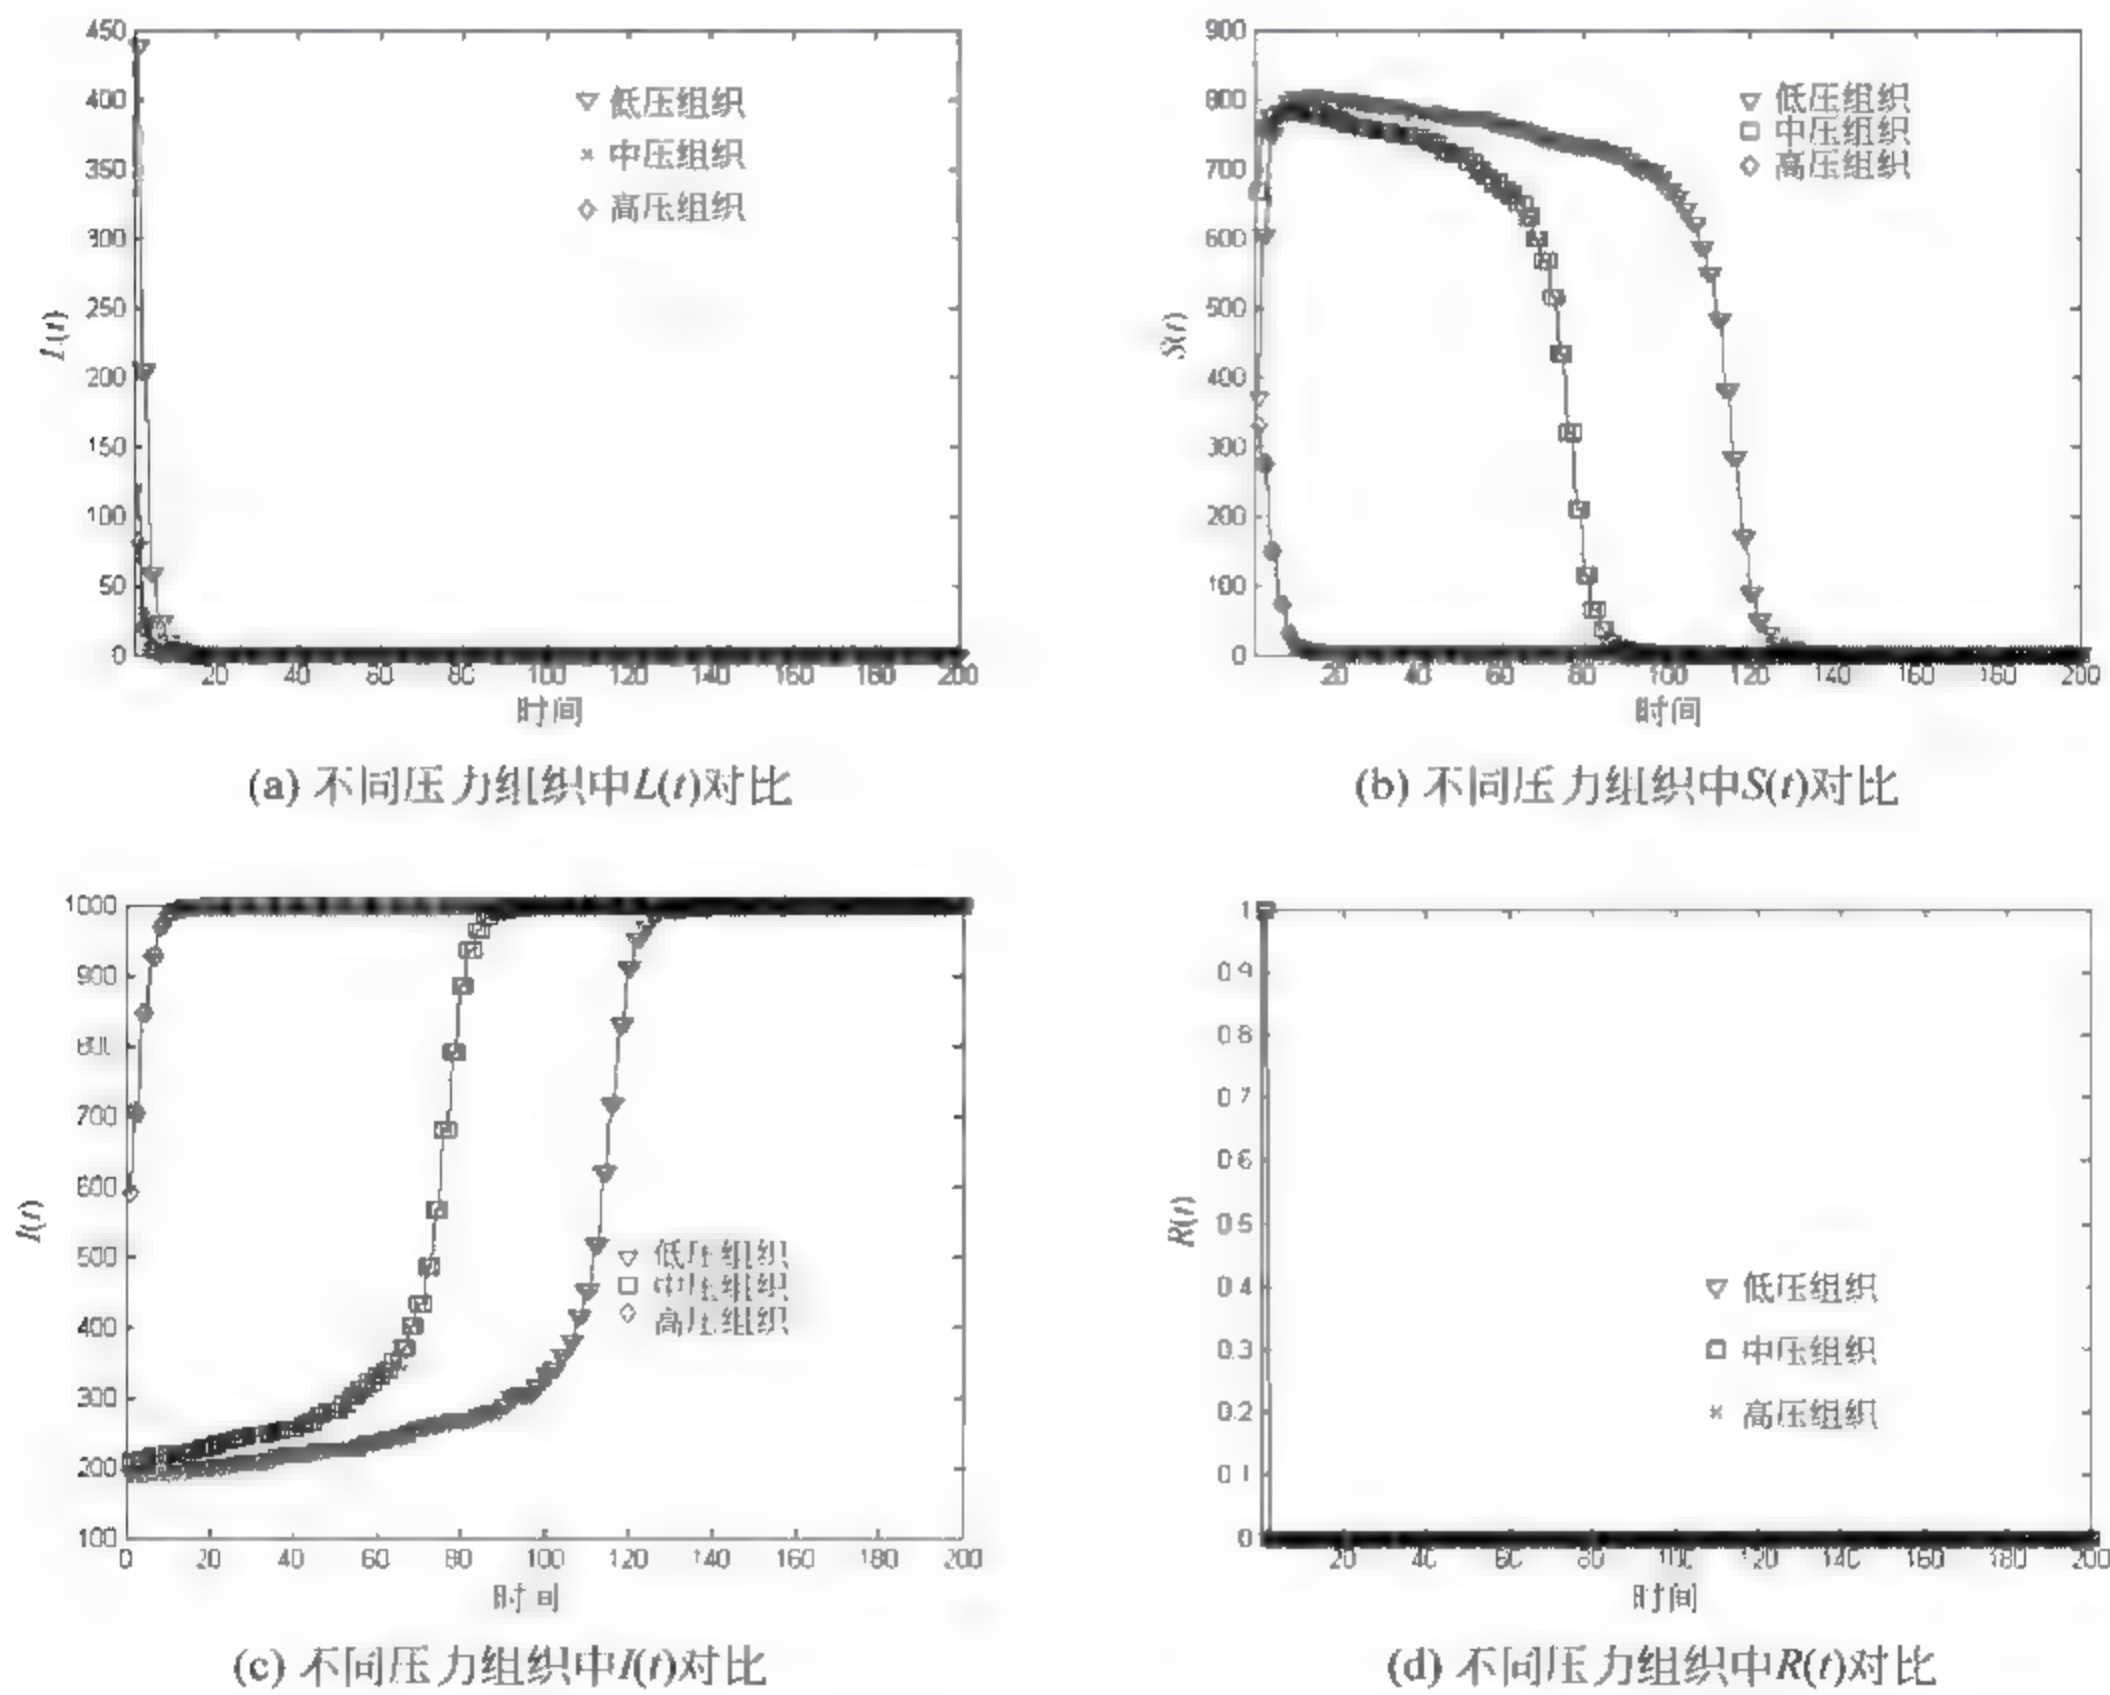 450
400
350
300
250
200
150
100
50
0
20 40 60 80 100 120 140 160 180 200
L(t)
时间
低压组织
中压组织
高压组织
(a) 不同压力组织中L(t)对比
900
800
700
600
500
400
300
200
100
0
20 40 60 80 100 120 140 160 180 200
S(t)
时间
低压组织
中压组织
高压组织
(b) 不同压力组织中S(t)对比
1000
900
800
700
600
500
400
300
200
100
0 20 40 60 80 100 120 140 160 180 200
I(t)
时间
低压组织
中压组织
高压组织
(c) 不同压力组织中I(t)对比
1
0.9
0.8
0.7
0.6
0.5
0.4
0.3
0.2
0.1
0
20 40 60 80 100 120 140 160 180 200
R(t)
时间
低压组织
中压组织
高压组织
(d) 不同压力组织中R(t)对比